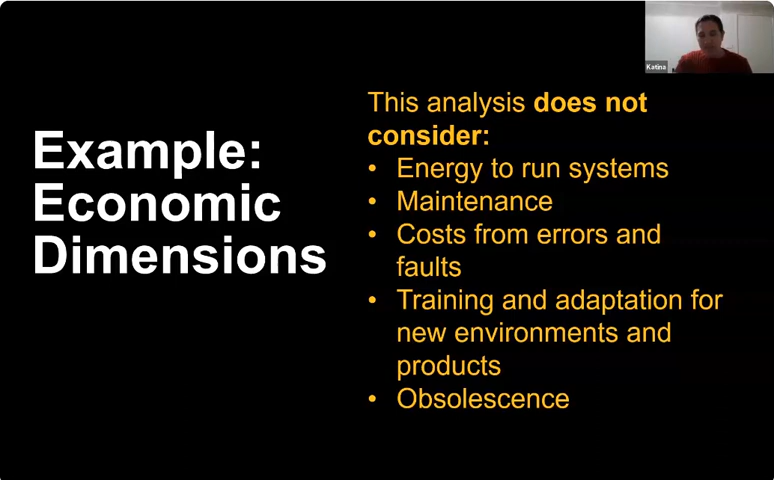 Katina
Example:
Economic
Dimensions
This analysis does not
consider:
• Energy to run systems
• Maintenance
• Costs from errors and
faults
• Training and adaptation for
new environments and
products
• Obsolescence